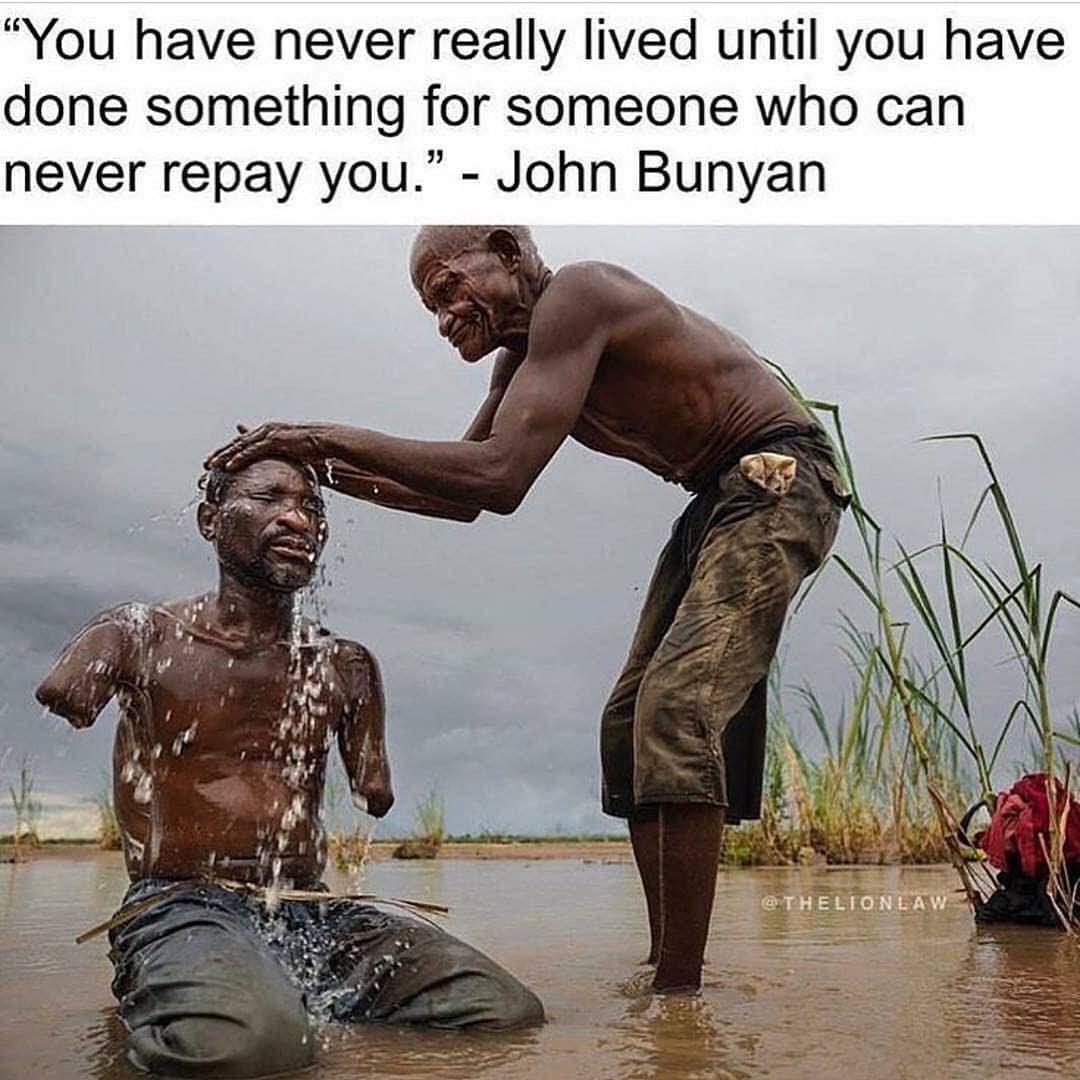 “You have never really lived until you have
done something for someone who can
never repay you.” - John Bunyan
@THELIONLAW